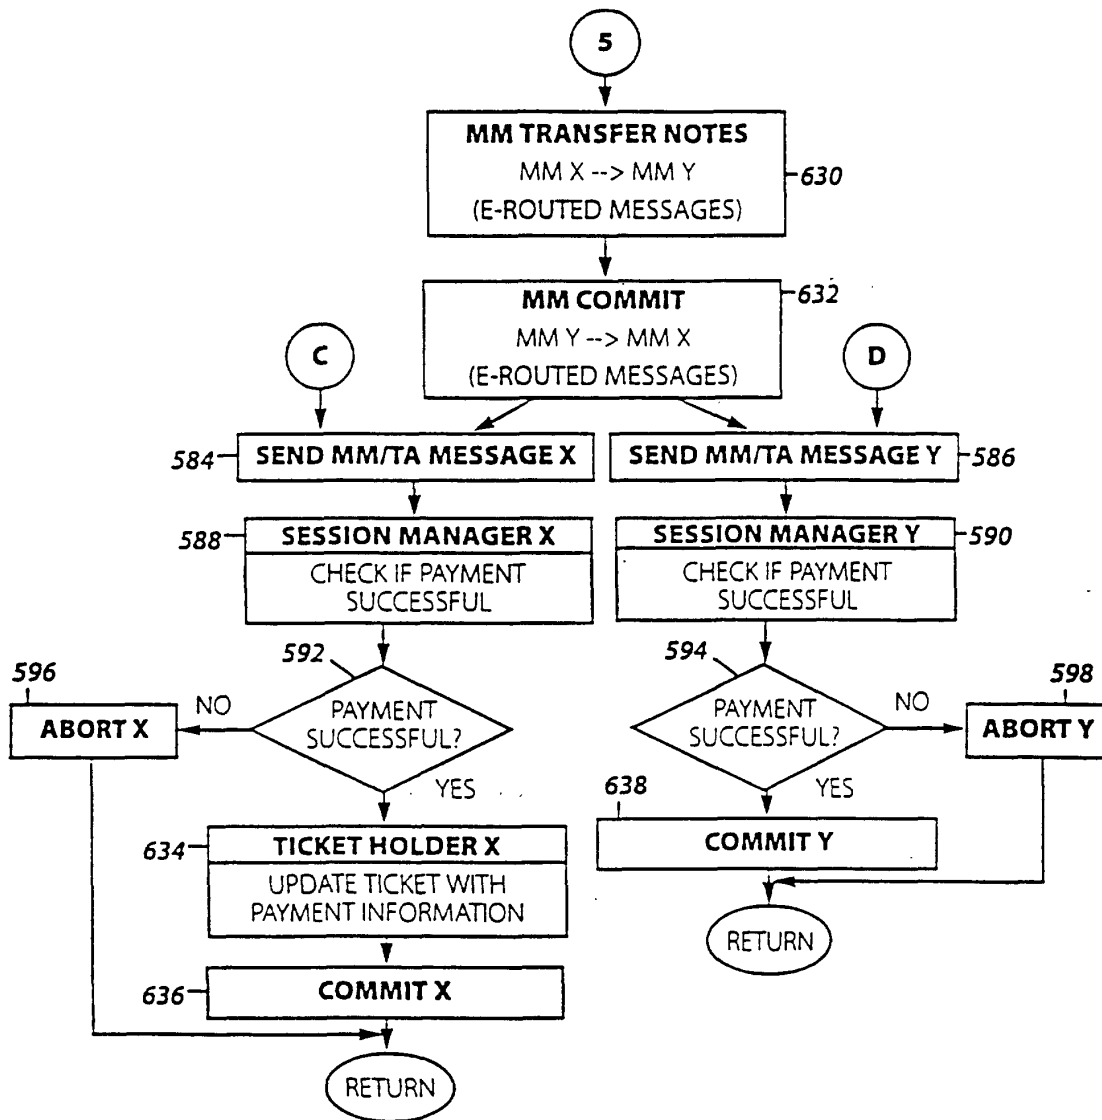 5
MM TRANSFER NOTES
MM X --> MM Y
(E-ROUTED MESSAGES)
630
MM COMMIT
MM Y --> MM X
(E-ROUTED MESSAGES)
632
C
D
584
SEND MM/TA MESSAGE X
SEND MM/TA MESSAGE Y
586
588
SESSION MANAGER X
CHECK IF PAYMENT
SUCCESSFUL
SESSION MANAGER Y
CHECK IF PAYMENT
SUCCESSFUL
590
592
PAYMENT
SUCCESSFUL?
NO
596
ABORT X
YES
594
PAYMENT
SUCCESSFUL?
NO
598
ABORT Y
YES
634
TICKET HOLDER X
UPDATE TICKET WITH
PAYMENT INFORMATION
638
COMMIT Y
RETURN
636
COMMIT X
RETURN